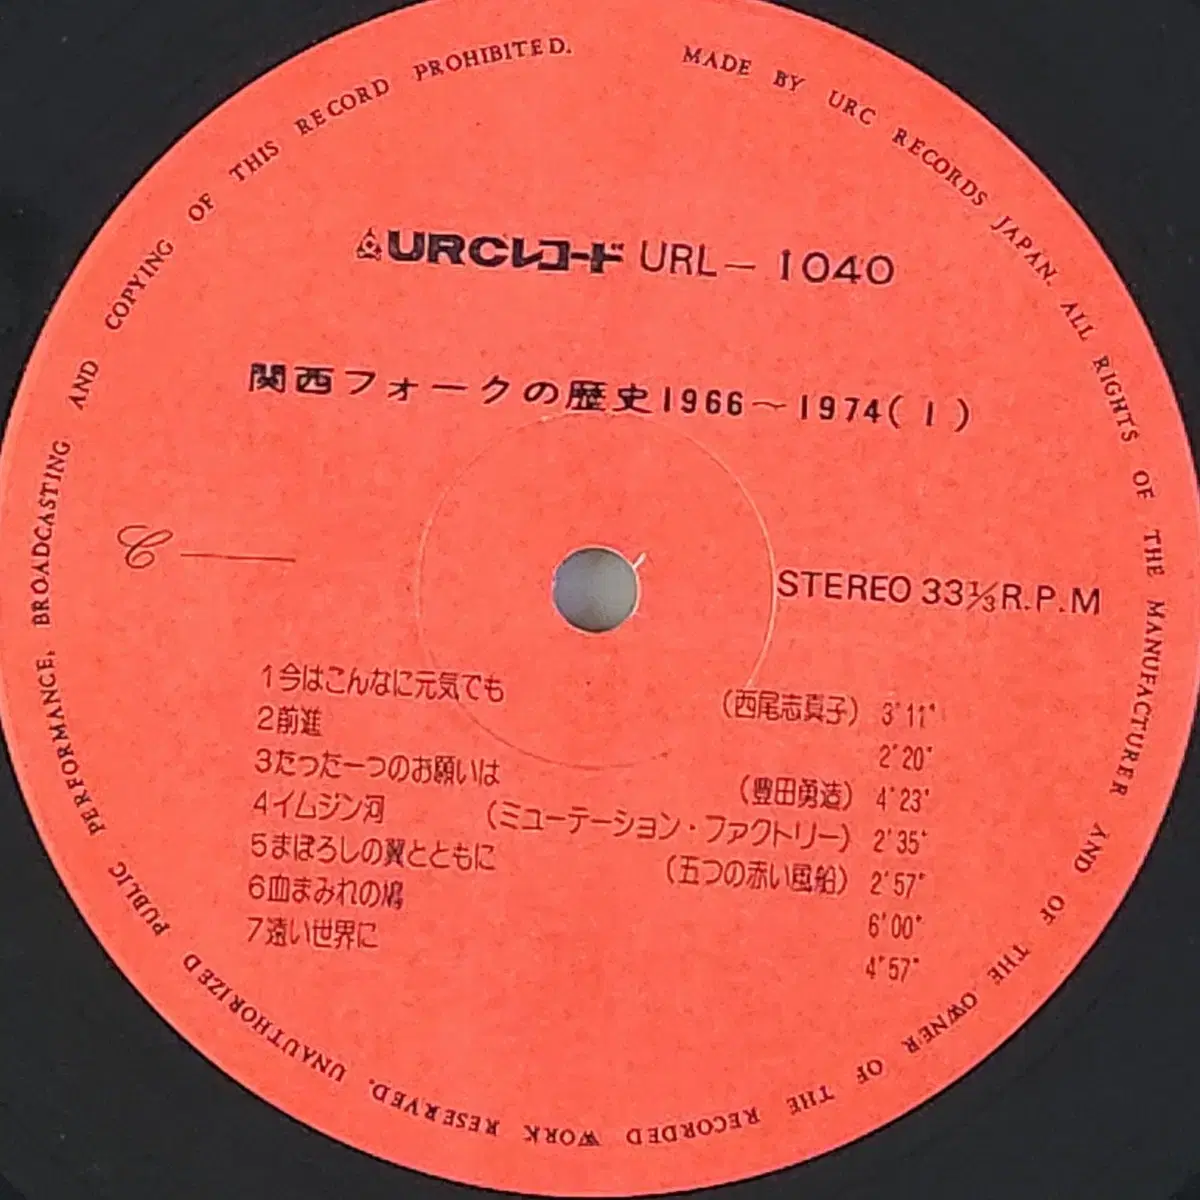 URCレコード URL－1040
関西フォークの歴史1966～1974(1)
C
STEREO 33⅓R.P.M
1今はこんなに元気でも (西尾志真子) 3'11"
2前進 2'20"
3たった一つのお願いは (豊田勇造) 4'23"
4イムジン河 (ミューテーション・ファクトリー) 2'35"
5まぼろしの翼とともに (五つの赤い風船) 2'57"
6血まみれの鳩 6'00"
7遠い世界に 4'57"
MADE BY URC RECORDS JAPAN. ALL RIGHTS OF THE MANUFACTURER AND OF THE OWNER OF THE RECORDED WORK RESERVED. UNAUTHORIZED PUBLIC PERFORMANCE, BROADCASTING AND COPYING OF THIS RECORD PROHIBITED.